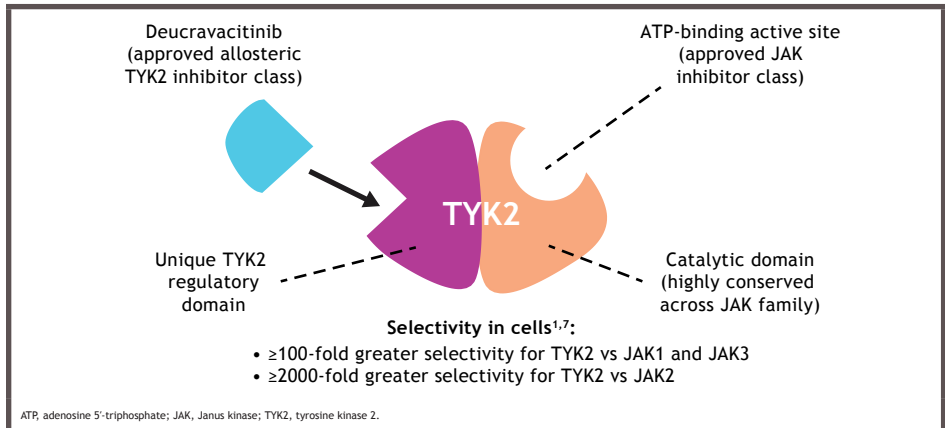 Deucravacitinib
(approved allosteric
TYK2 inhibitor class)
ATP-binding active site
(approved JAK
inhibitor class)
TYK2
Unique TYK2
regulatory
domain
Catalytic domain
(highly conserved
across JAK family)
Selectivity in cells¹,⁷:
• ≥100-fold greater selectivity for TYK2 vs JAK1 and JAK3
• ≥2000-fold greater selectivity for TYK2 vs JAK2
ATP, adenosine 5′-triphosphate; JAK, Janus kinase; TYK2, tyrosine kinase 2.